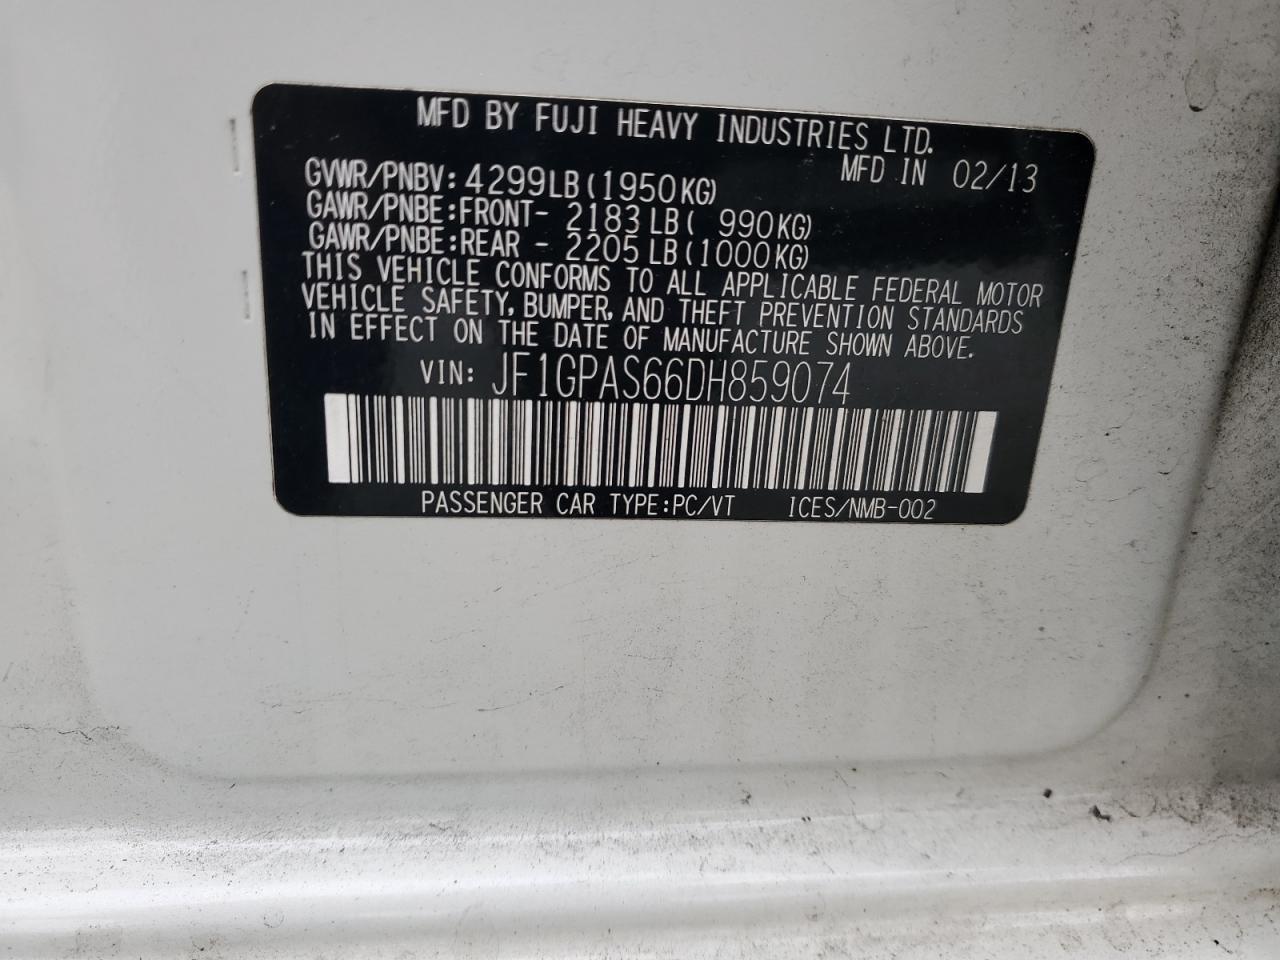 MFD BY FUJI HEAVY INDUSTRIES LTD.
MFD IN 02/13
GVWR/PNBV: 4299LB (1950KG)
GAWR/PNBE:FRONT- 2183LB ( 990KG)
GAWR/PNBE:REAR - 2205LB (1000KG)
THIS VEHICLE CONFORMS TO ALL APPLICABLE FEDERAL MOTOR
VEHICLE SAFETY, BUMPER, AND THEFT PREVENTION STANDARDS
IN EFFECT ON THE DATE OF MANUFACTURE SHOWN ABOVE.
VIN: JF1GPAS66DH859074
PASSENGER CAR TYPE:PC/VT ICES/NMB-002